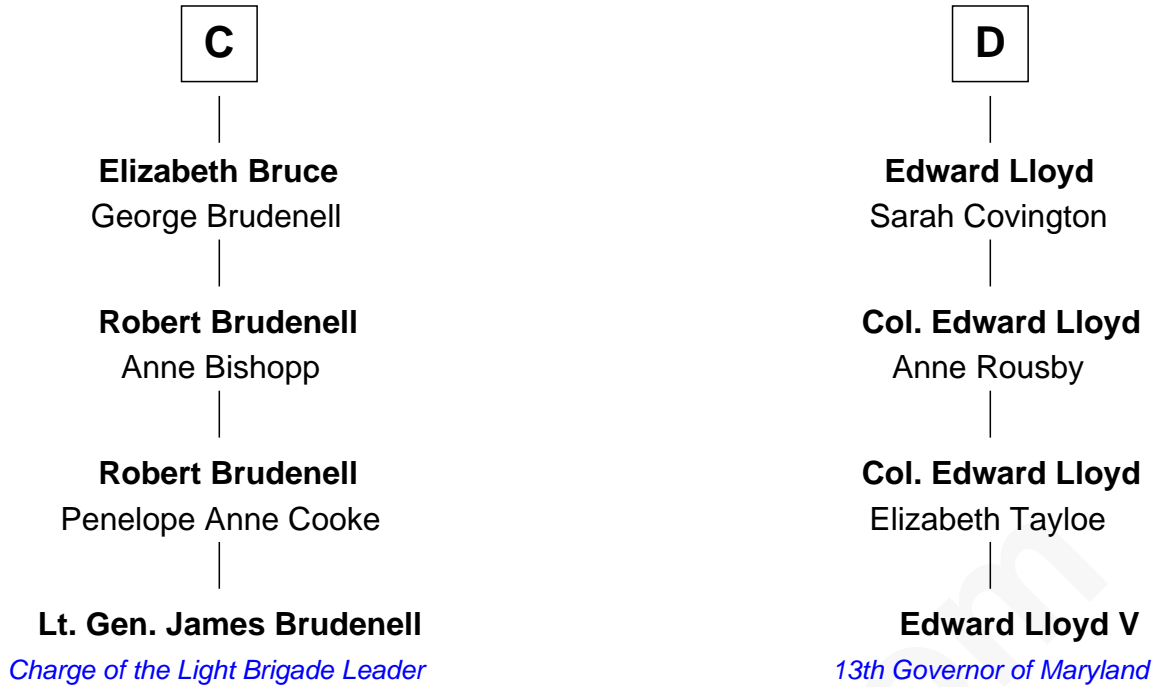 C
Elizabeth Bruce
George Brudenell
Robert Brudenell
Anne Bishopp
Robert Brudenell
Penelope Anne Cooke
Lt. Gen. James Brudenell
Charge of the Light Brigade Leader
D
Edward Lloyd
Sarah Covington
Col. Edward Lloyd
Anne Rousby
Col. Edward Lloyd
Elizabeth Tayloe
Edward Lloyd V
13th Governor of Maryland